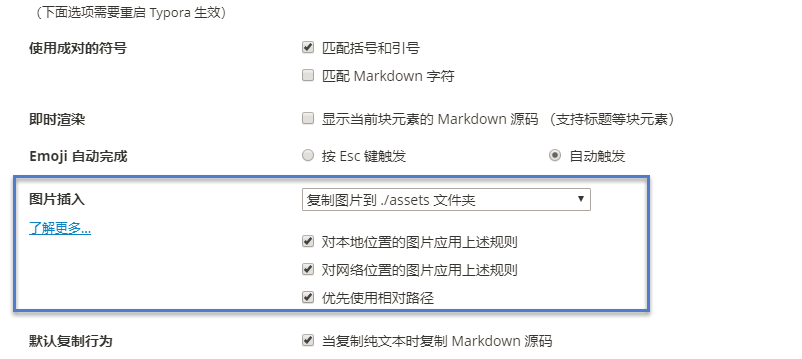 （下面选项需要重启 Typora 生效）
使用成对的符号 匹配括号和引号
匹配 Markdown 字符
即时渲染 显示当前块元素的 Markdown 源码 （支持标题等块元素）
Emoji 自动完成 按 Esc 键触发 自动触发
图片插入 复制图片到 ./assets 文件夹
了解更多...
对本地位置的图片应用上述规则
对网络位置的图片应用上述规则
优先使用相对路径
默认复制行为 当复制纯文本时复制 Markdown 源码